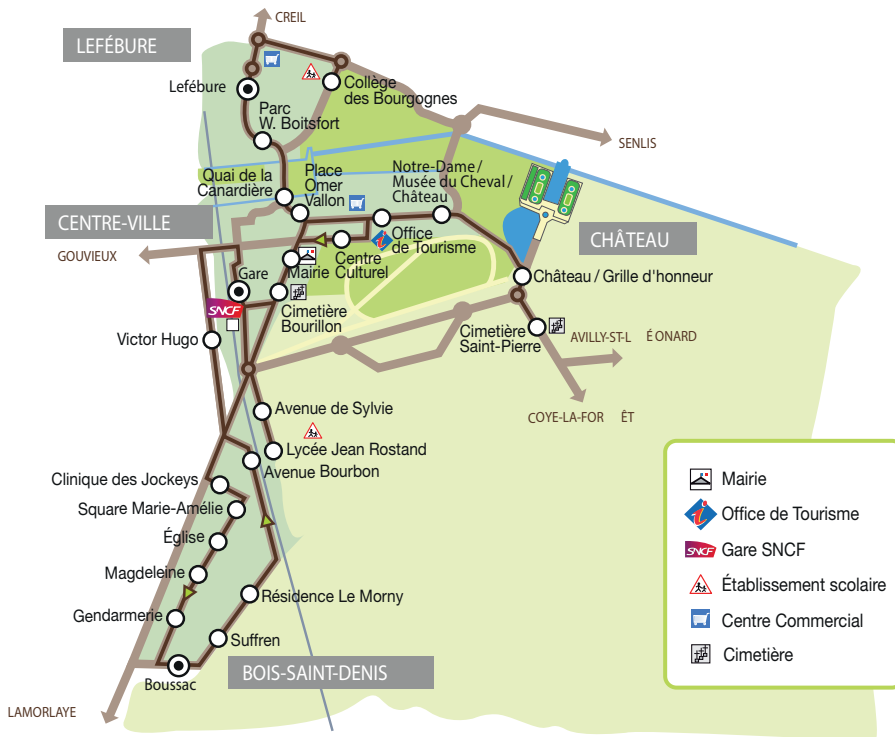 CREIL
LEFÉBURE
Lefébure
Collège
des Bourgognes
Parc
W. Boitsfort
SENLIS
Quai de la
Canardière
Place
Omer
Vallon
Notre-Dame /
Musée du Cheval /
Château
CENTRE-VILLE
GOUVIEUX
Office
de Tourisme
CHÂTEAU
Centre
Culturel
Mairie
Gare
SNCF
Château / Grille d'honneur
Cimetière
Bourillon
Victor Hugo
Cimetière
Saint-Pierre
AVILLY-ST-L ÉONARD
COYE-LA-FOR ÊT
Avenue de Sylvie
Lycée Jean Rostand
Avenue Bourbon
Clinique des Jockeys
Square Marie-Amélie
Église
Magdeleine
Gendarmerie
Résidence Le Morny
Suffren
Boussac
BOIS-SAINT-DENIS
LAMORLAYE
Mairie
i Office de Tourisme
SNCF Gare SNCF
Établissement scolaire
Centre Commercial
Cimetière